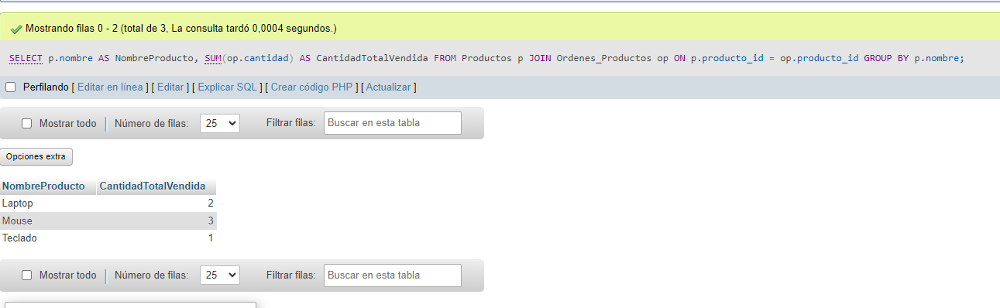 Mostrando filas 0 - 2 (total de 3, La consulta tardó 0,0004 segundos.)
SELECT p.nombre AS NombreProducto, SUM(op.cantidad) AS CantidadTotalVendida FROM Productos p JOIN Ordenes_Productos op ON p.producto_id = op.producto_id GROUP BY p.nombre;
Perfilando [ Editar en línea ] [ Editar ] [ Explicar SQL ] [ Crear código PHP ] [ Actualizar ]
Mostrar todo | Número de filas: 25 Filtrar filas: Buscar en esta tabla
Opciones extra
NombreProducto CantidadTotalVendida
Laptop 2
Mouse 3
Teclado 1
Mostrar todo | Número de filas: 25 Filtrar filas: Buscar en esta tabla